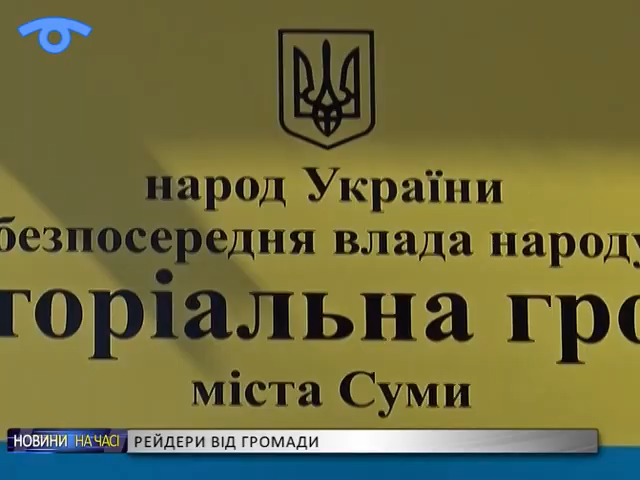 народ України
безпосередня влада народу
торіальна гро
міста Суми
НОВИНИ НА ЧАСІ
РЕЙДЕРИ ВІД ГРОМАДИ